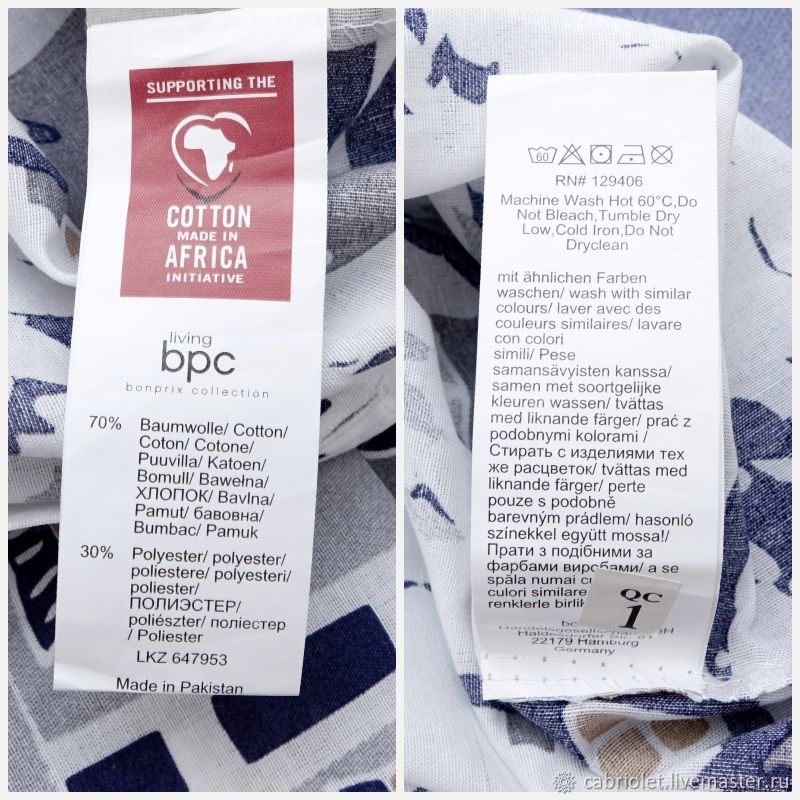 SUPPORTING THE
COTTON
MADE IN
AFRICA
INITIATIVE
living
bpc
bonprix collection
70% Baumwolle/ Cotton/
Coton/ Cotone/
Puuvilla/ Katoen/
Bomull/ Bawełna/
ХЛОПОК/ Bavlna/
Pamut/ бавовна/
Bumbac/ Pamuk
30% Polyester/ polyester/
poliestere/ polyesteri/
poliester/
ПОЛИЭСТЕР/
poliészter/ поліестер
/ Poliester
LKZ 647953
Made in Pakistan
60
RN# 129406
Machine Wash Hot 60°C,Do
Not Bleach,Tumble Dry
Low,Cold Iron,Do Not
Dryclean
mit ähnlichen Farben
waschen/ wash with similar
colours/ laver avec des
couleurs similaires/ lavare
con colori
simili/ Pese
samansävyisten kanssa/
samen met soortgelijke
kleuren wassen/ tvättas
med liknande färger/ prać z
podobnymi kolorami /
Стирать с изделиями тех
же расцветок/ tvättas med
liknande färger/ perte
pouze s podobně
barevným prádlem/ hasonló
színekkel együtt mossa!/
Прати з подібними за
фарбами виробами/ a se
spăla numai cu
culori similare
renklerle birlik
QC
1
Haldesdorfer Str. 61
22179 Hamburg
Germany
cabriolet.livemaster.ru